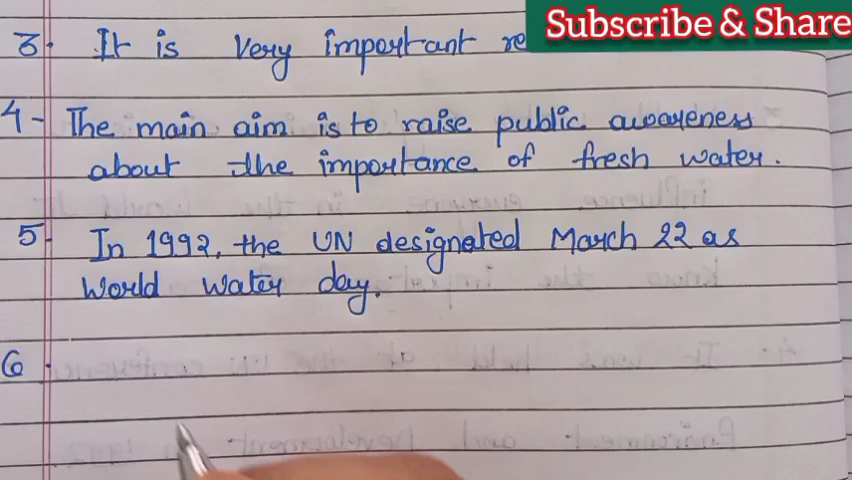 Subscribe & Share
3. It is very important re
4- The main aim is to raise public awareness
about the importance of fresh water.
5. In 1992, the UN designated March 22 as
World Water day.
6.